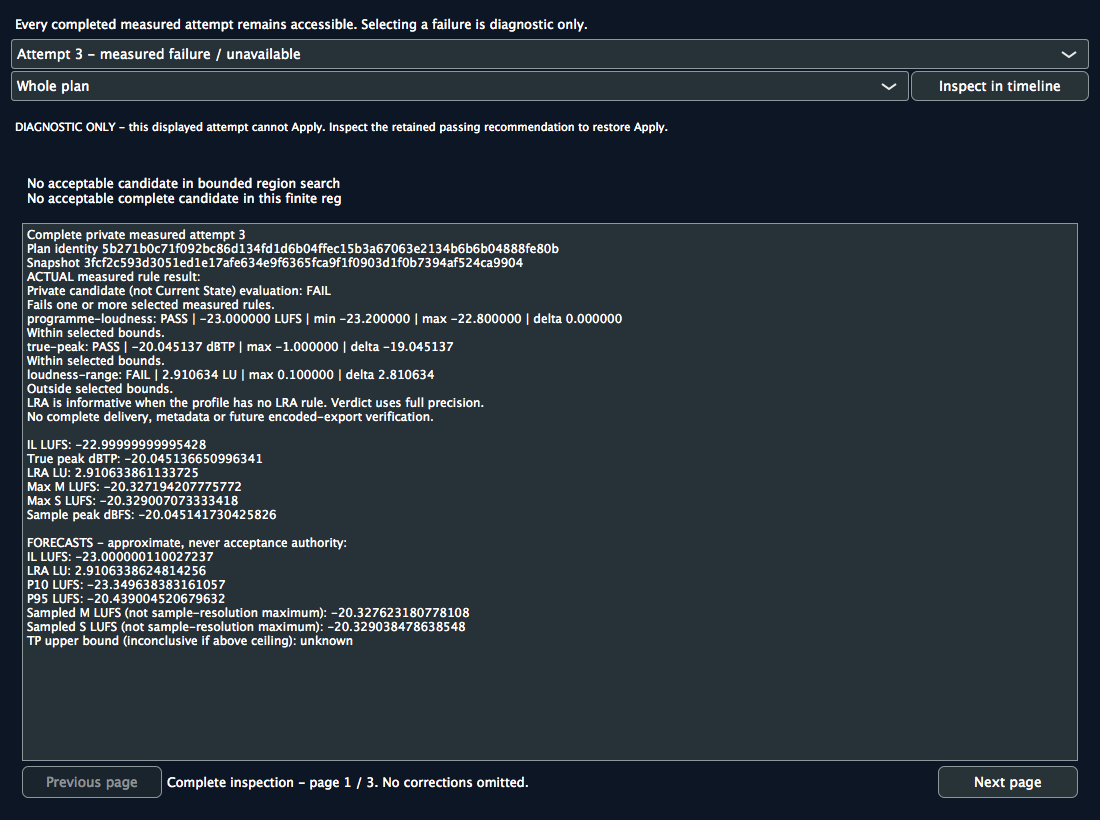 Every completed measured attempt remains accessible. Selecting a failure is diagnostic only.
Attempt 3 – measured failure / unavailable
Whole plan
Inspect in timeline
DIAGNOSTIC ONLY – this displayed attempt cannot Apply. Inspect the retained passing recommendation to restore Apply.
No acceptable candidate in bounded region search
No acceptable complete candidate in this finite reg
Complete private measured attempt 3
Plan identity 5b271b0c71f092bc86d134fd1d6b04ffec15b3a67063e2134b6b6b04888fe80b
Snapshot 3fcf2c593d3051ed1e17afe634e9f6365fca9f1f0903d1f0b7394af524ca9904
ACTUAL measured rule result:
Private candidate (not Current State) evaluation: FAIL
Fails one or more selected measured rules.
programme-loudness: PASS | -23.000000 LUFS | min -23.200000 | max -22.800000 | delta 0.000000
Within selected bounds.
true-peak: PASS | -20.045137 dBTP | max -1.000000 | delta -19.045137
Within selected bounds.
loudness-range: FAIL | 2.910634 LU | max 0.100000 | delta 2.810634
Outside selected bounds.
LRA is informative when the profile has no LRA rule. Verdict uses full precision.
No complete delivery, metadata or future encoded-export verification.
IL LUFS: -22.99999999995428
True peak dBTP: -20.045136650996341
LRA LU: 2.910633861133725
Max M LUFS: -20.327194207775772
Max S LUFS: -20.329007073333418
Sample peak dBFS: -20.045141730425826
FORECASTS – approximate, never acceptance authority:
IL LUFS: -23.000000110027237
LRA LU: 2.9106338624814256
P10 LUFS: -23.349638383161057
P95 LUFS: -20.439004520679632
Sampled M LUFS (not sample-resolution maximum): -20.327623180778108
Sampled S LUFS (not sample-resolution maximum): -20.329038478638548
TP upper bound (inconclusive if above ceiling): unknown
Previous page
Complete inspection – page 1 / 3. No corrections omitted.
Next page